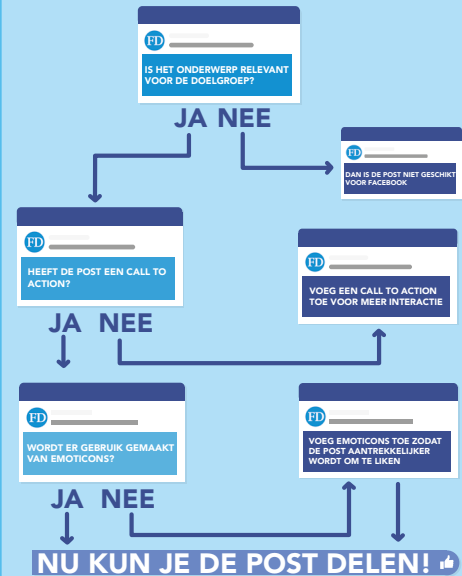 FD
IS HET ONDERWERP RELEVANT
VOOR DE DOELGROEP?
JA NEE
FD
DAN IS DE POST NIET GESCHIKT
VOOR FACEBOOK
FD
HEEFT DE POST EEN CALL TO
ACTION?
JA NEE
FD
VOEG EEN CALL TO ACTION
TOE VOOR MEER INTERACTIE
FD
WORDT ER GEBRUIK GEMAAKT
VAN EMOTICONS?
JA NEE
FD
VOEG EMOTICONS TOE ZODAT
DE POST AANTREKKELIJKER
WORDT OM TE LIKEN
NU KUN JE DE POST DELEN!